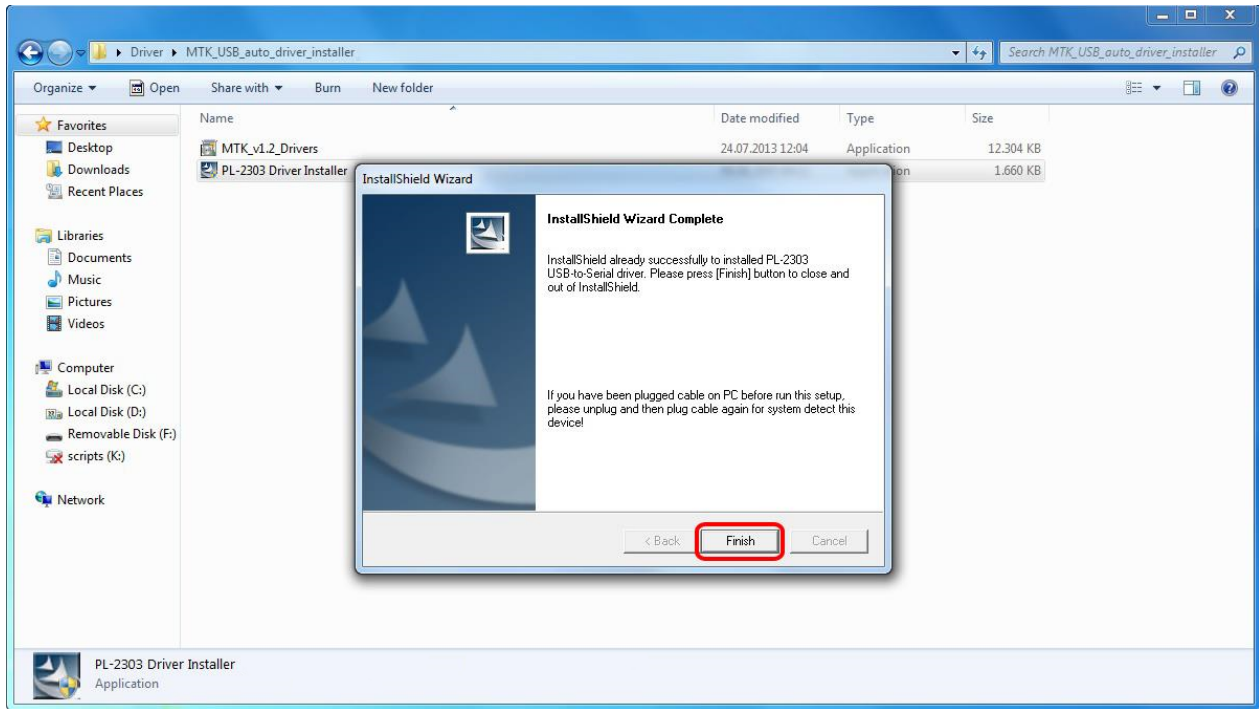 Driver MTK_USB_auto_driver_installer
Search MTK_USB_auto_driver_installer
Organize Open Share with Burn New folder
Favorites
Desktop
Downloads
Recent Places
Libraries
Documents
Music
Pictures
Videos
Computer
Local Disk (C:)
Local Disk (D:)
Removable Disk (F:)
scripts (K:)
Network
Name Date modified Type Size
MTK_v1.2_Drivers 24.07.2013 12:04 Application 12.304 KB
PL-2303 Driver Installer 1.660 KB
InstallShield Wizard
InstallShield Wizard Complete
InstallShield already successfully to installed PL-2303
USB-to-Serial driver. Please press [Finish] button to close and
out of InstallShield.
If you have been plugged cable on PC before run this setup,
please unplug and then plug cable again for system detect this
device!
< Back Finish Cancel
PL-2303 Driver Installer
Application